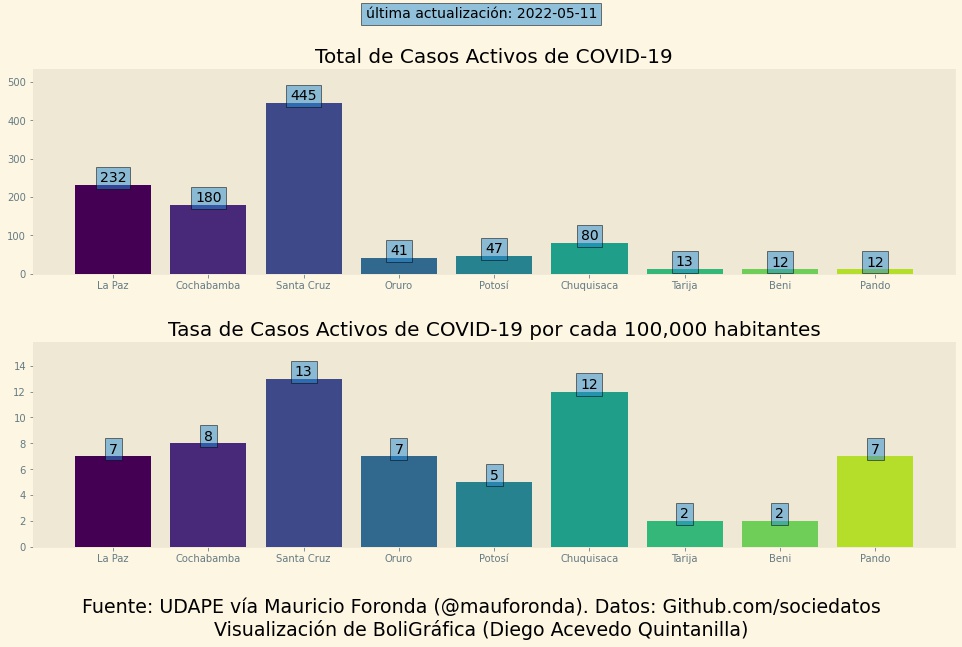 última actualización: 2022-05-11
Total de Casos Activos de COVID-19
500
400
300
200
100
0
232
180
445
41
47
80
13
12
12
La Paz
Cochabamba
Santa Cruz
Oruro
Potosí
Chuquisaca
Tarija
Beni
Pando
Tasa de Casos Activos de COVID-19 por cada 100,000 habitantes
14
12
10
8
6
4
2
0
7
8
13
7
5
12
2
2
7
La Paz
Cochabamba
Santa Cruz
Oruro
Potosí
Chuquisaca
Tarija
Beni
Pando
Fuente: UDAPE vía Mauricio Foronda (@mauforonda). Datos: Github.com/sociedatos
Visualización de BoliGráfica (Diego Acevedo Quintanilla)